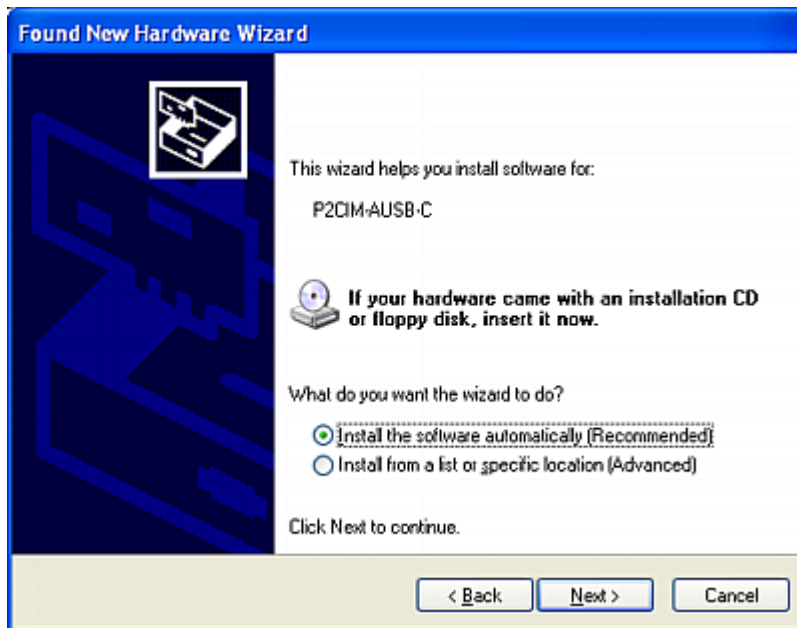 Found New Hardware Wizard
This wizard helps you install software for:
P2CIM-AUSB-C
If your hardware came with an installation CD
or floppy disk, insert it now.
What do you want the wizard to do?
Install the software automatically (Recommended)
Install from a list or specific location (Advanced)
Click Next to continue.
< Back
Next >
Cancel